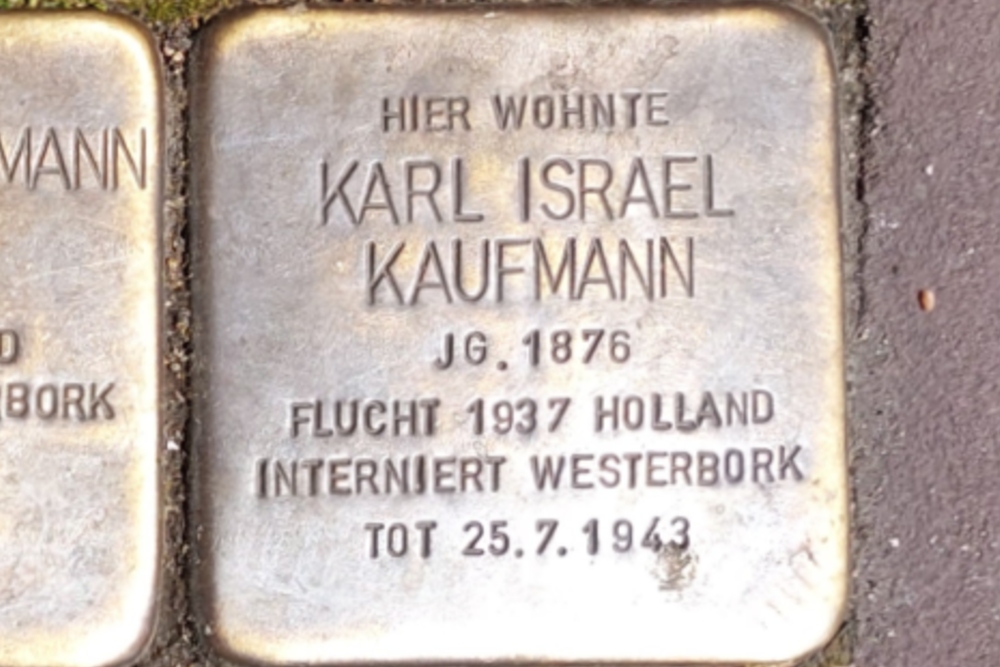 HIER WOHNTE
KARL ISRAEL
KAUFMANN
JG. 1876
FLUCHT 1937 HOLLAND
INTERNIERT WESTERBORK
TOT 25.7.1943